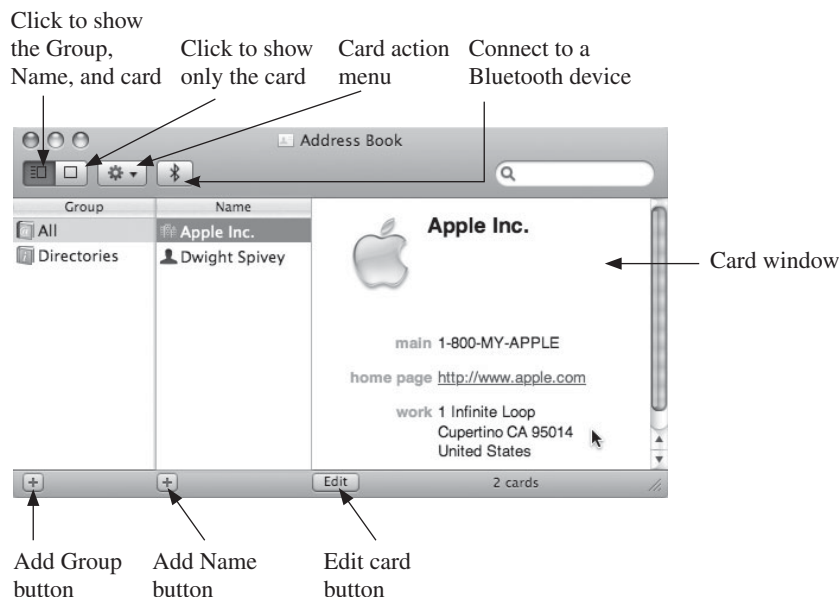 Click to show
the Group,
Name, and card
Click to show
only the card
Card action
menu
Connect to a
Bluetooth device
Address Book
Group
Name
All
Directories
Apple Inc.
Dwight Spivey
Apple Inc.
main 1-800-MY-APPLE
home page http://www.apple.com
work 1 Infinite Loop
Cupertino CA 95014
United States
Card window
Edit
2 cards
Add Group
button
Add Name
button
Edit card
button